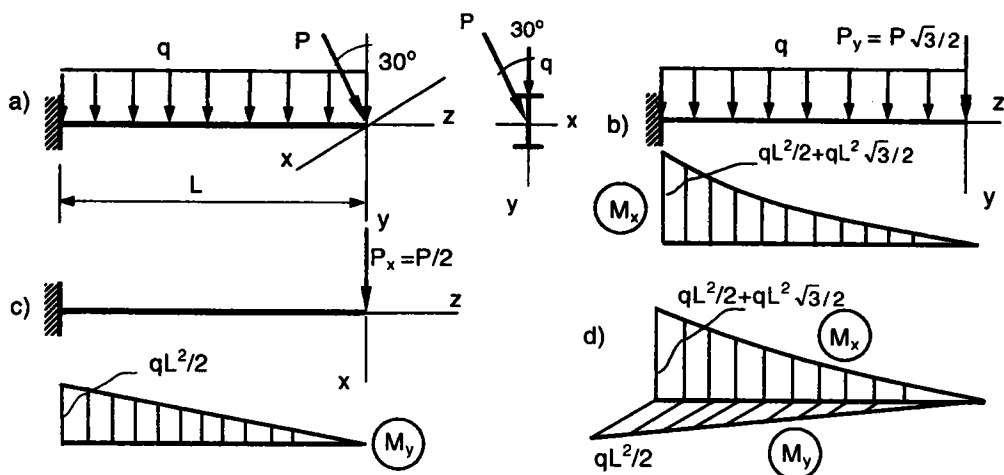 a)
q
P
30°
z
x
L
y
30°
q
x
y
b)
q
P_y = P √3/2
z
y
qL²/2+qL² √3/2
M_x
c)
P_x = P/2
z
x
qL²/2
M_y
d)
qL²/2+qL² √3/2
M_x
qL²/2
M_y